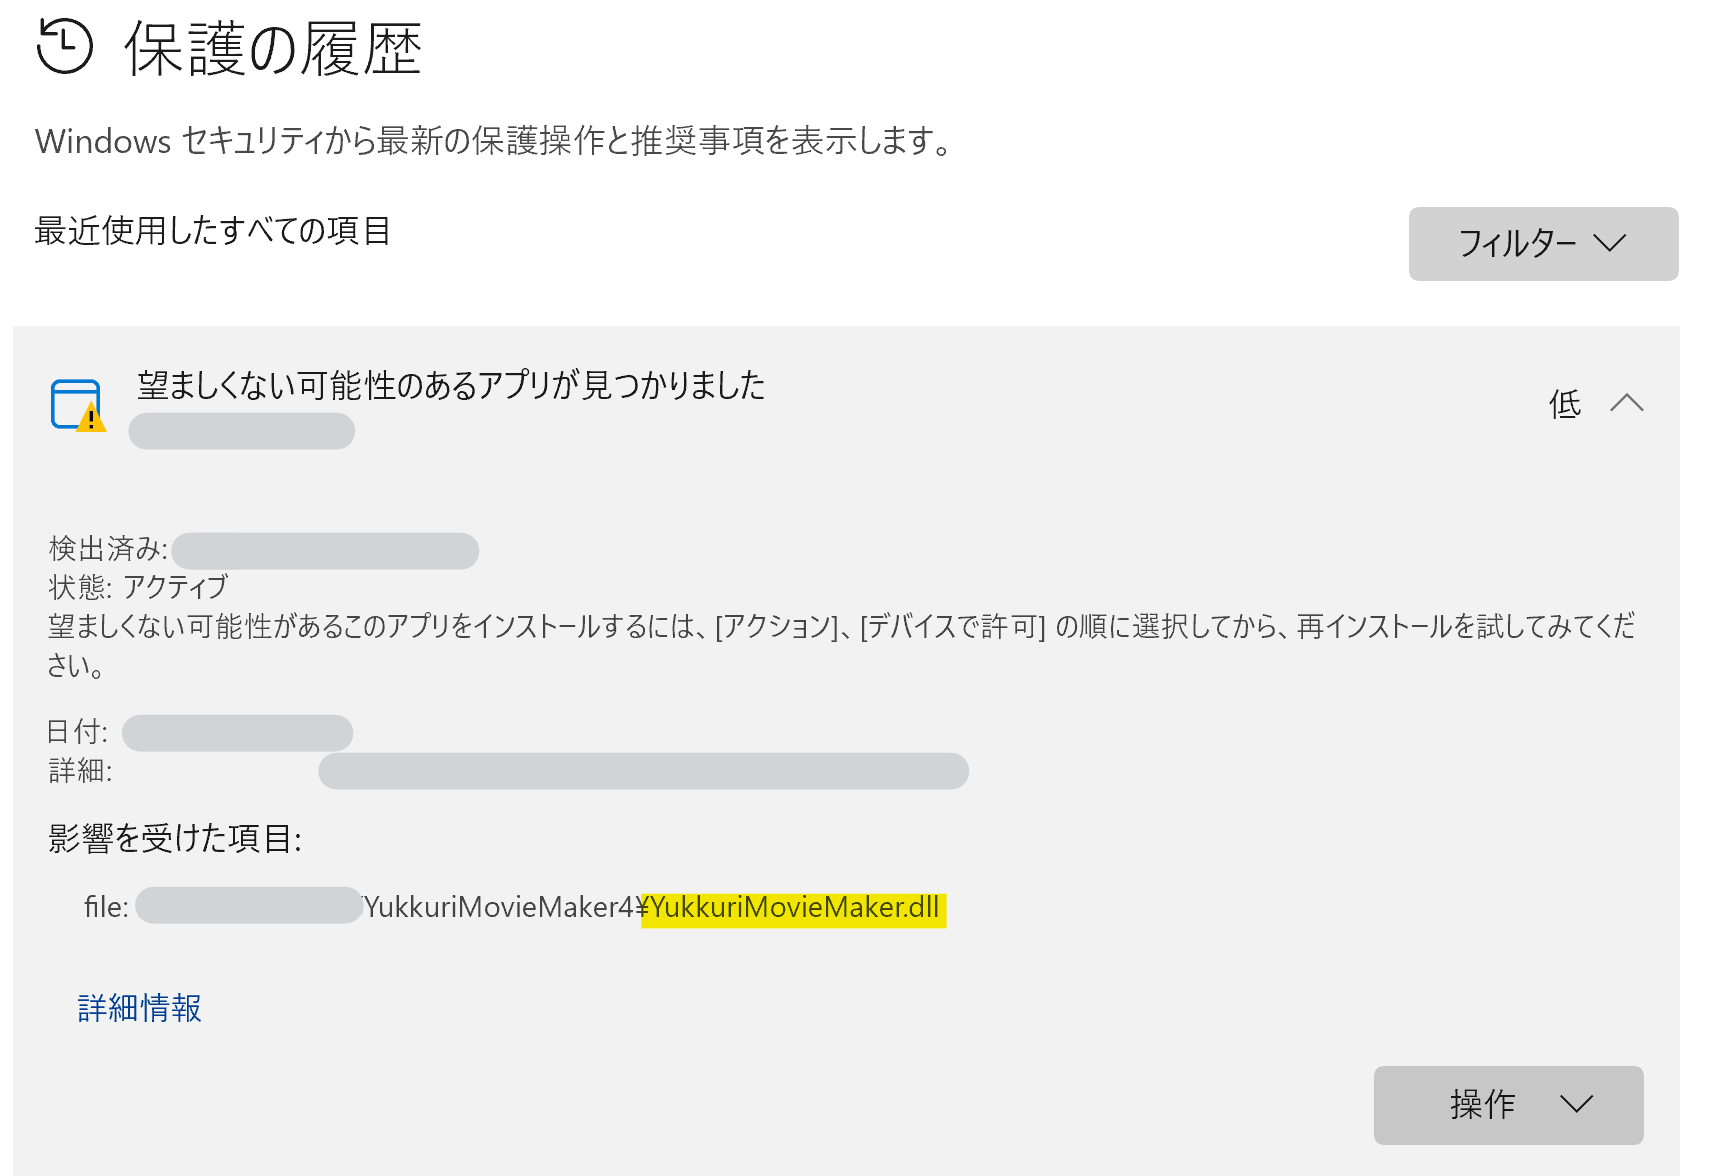 保護の履歴
Windows セキュリティから最新の保護操作と推奨事項を表示します。
最近使用したすべての項目
フィルター
望ましくない可能性のあるアプリが見つかりました
低
検出済み:
状態: アクティブ
望ましくない可能性があるこのアプリをインストールするには、[アクション]、[デバイスで許可] の順に選択してから、再インストールを試してみてくだ
さい。
日付:
詳細:
影響を受けた項目:
file: YukkuriMovieMaker4¥YukkuriMovieMaker.dll
詳細情報
操作